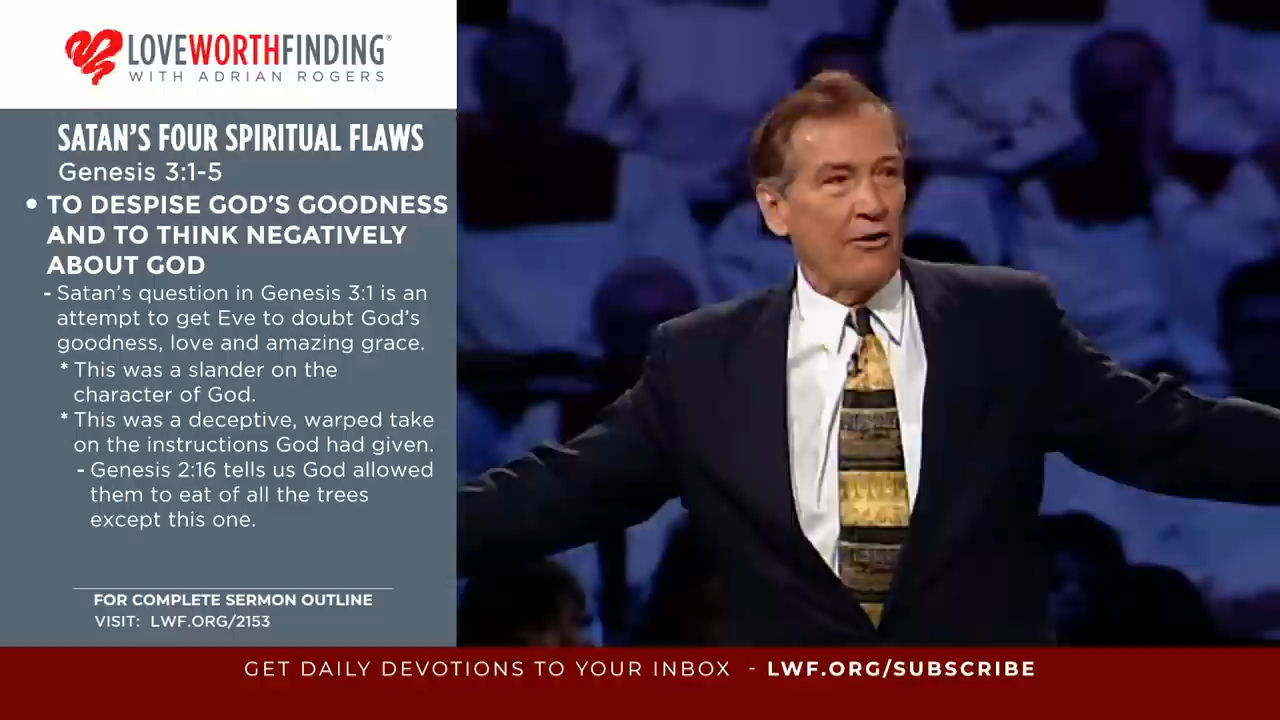 LOVEWORTHFINDING®
WITH ADRIAN ROGERS
SATAN'S FOUR SPIRITUAL FLAWS
Genesis 3:1-5
• TO DESPISE GOD'S GOODNESS
AND TO THINK NEGATIVELY
ABOUT GOD
- Satan's question in Genesis 3:1 is an
attempt to get Eve to doubt God's
goodness, love and amazing grace.
* This was a slander on the
character of God.
* This was a deceptive, warped take
on the instructions God had given.
- Genesis 2:16 tells us God allowed
them to eat of all the trees
except this one.
FOR COMPLETE SERMON OUTLINE
VISIT: LWF.ORG/2153
GET DAILY DEVOTIONS TO YOUR INBOX - LWF.ORG/SUBSCRIBE